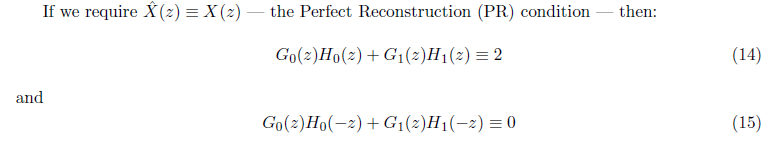 If we require X̂(z) ≡ X(z) — the Perfect Reconstruction (PR) condition — then:
G₀(z)H₀(z) + G₁(z)H₁(z) ≡ 2 (14)
and
G₀(z)H₀(−z) + G₁(z)H₁(−z) ≡ 0 (15)